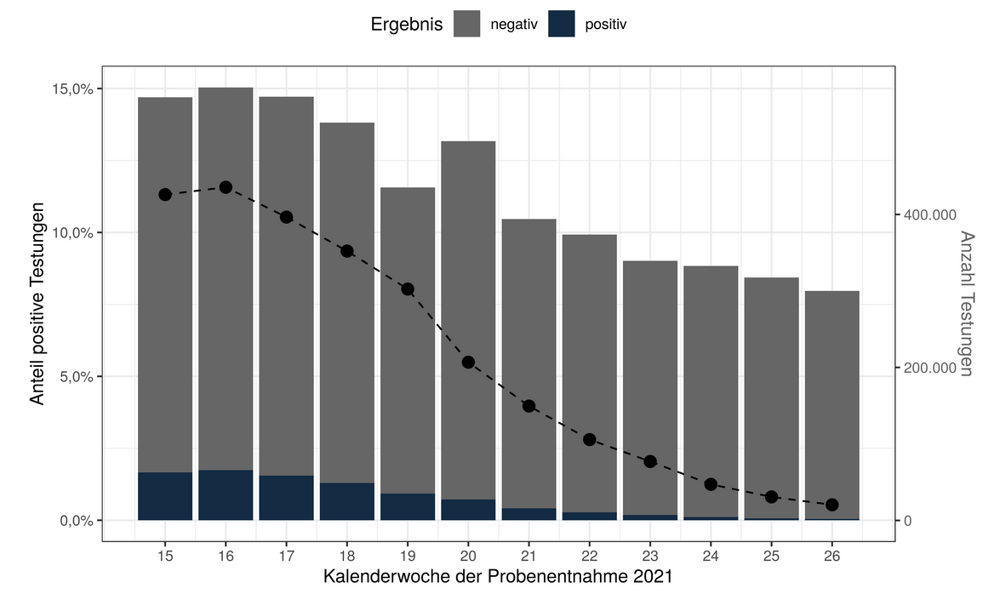 Ergebnis negativ positiv
Anteil positive Testungen
15,0%
10,0%
5,0%
0,0%
400.000
200.000
0
Anzahl Testungen
15 16 17 18 19 20 21 22 23 24 25 26
Kalenderwoche der Probenentnahme 2021